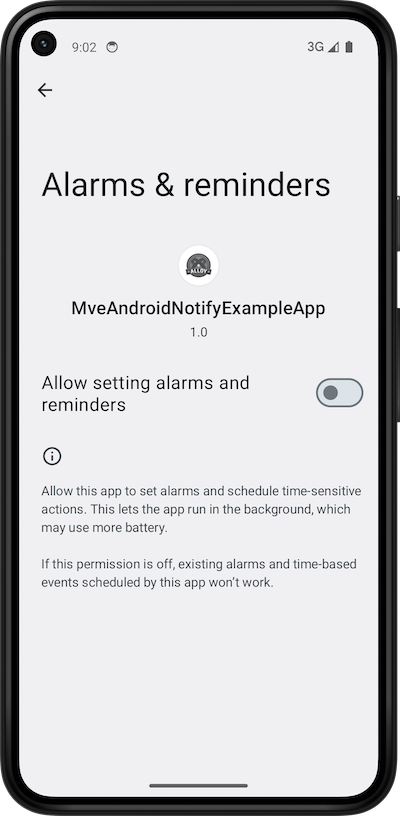 9:02
3G
Alarms & reminders
ALLOY
MveAndroidNotifyExampleApp
1.0
Allow setting alarms and
reminders
Allow this app to set alarms and schedule time-sensitive
actions. This lets the app run in the background, which
may use more battery.
If this permission is off, existing alarms and time-based
events scheduled by this app won’t work.